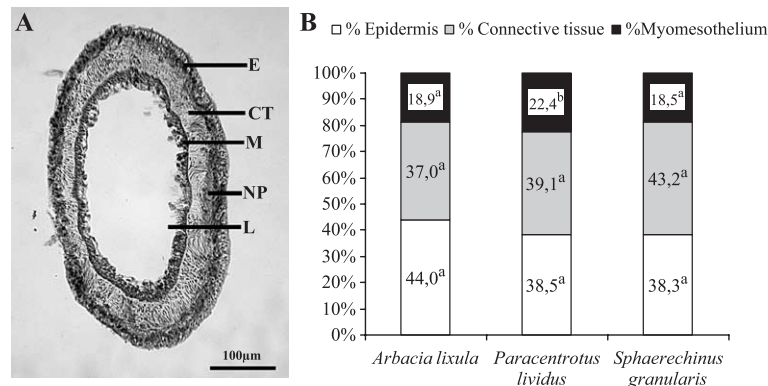 A
E
CT
M
NP
L
100µm
B
% Epidermis % Connective tissue %Myomesothelium
100%
90%
80%
70%
60%
50%
40%
30%
20%
10%
0%
18,9a
37,0a
44,0a
22,4b
39,1a
38,5a
18,5a
43,2a
38,3a
Arbacia lixula
Paracentrotus
lividus
Sphaerechinus
granularis